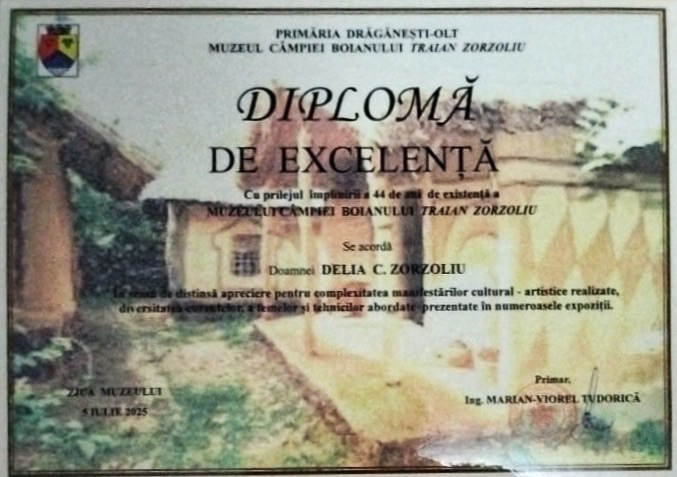 PRIMĂRIA DRĂGĂNEȘTI-OLT
MUZEUL CÂMPIEI BOIANULUI TRAIAN ZORZOLIU
DIPLOMĂ
DE EXCELENȚĂ
Cu prilejul împlinirii a 44 de ani de existență a
MUZEULUI CÂMPIEI BOIANULUI TRAIAN ZORZOLIU
Se acordă
Doamnei DELIA C. ZORZOLIU
În semn de distinsă apreciere pentru complexitatea manifestărilor cultural - artistice realizate,
diversitatea curentelor, a temelor și tehnicilor abordate prezentate în numeroasele expoziții.
ZIUA MUZEULUI
5 IULIE 2025
Primar,
Ing. MARIAN-VIOREL TUDORICĂ